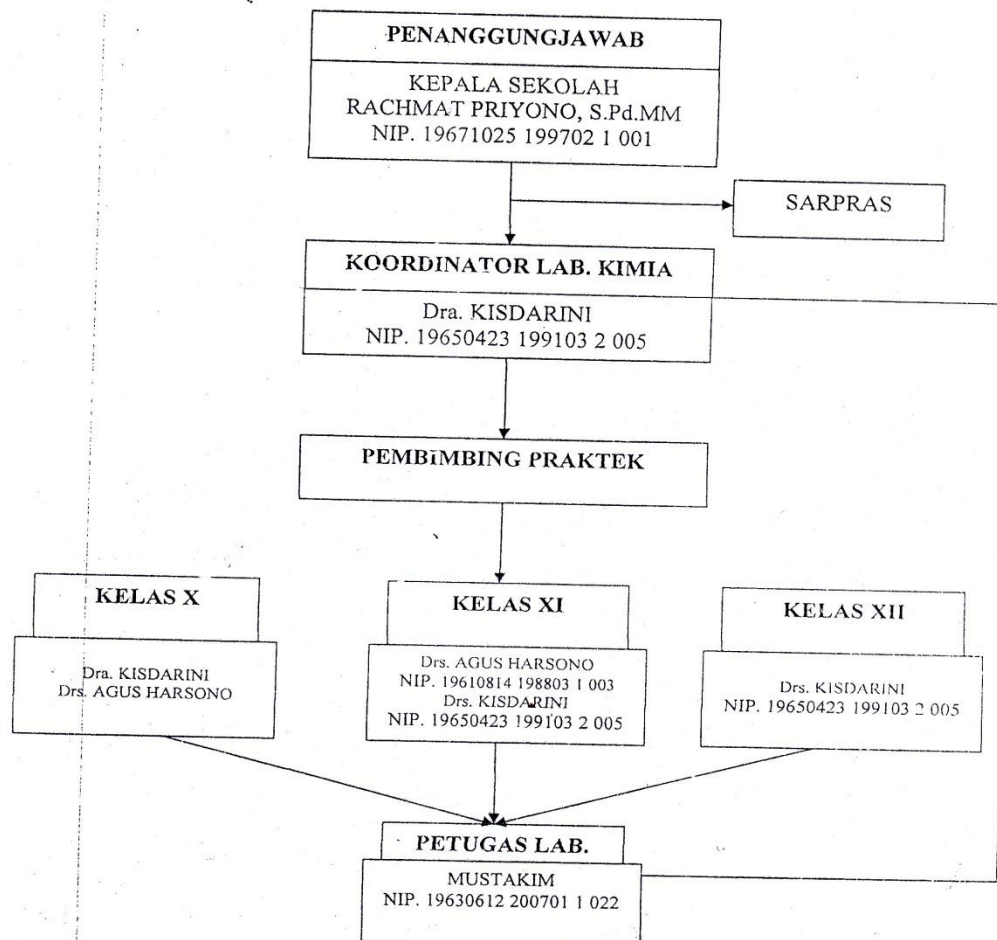 PENANGGUNGJAWAB
KEPALA SEKOLAH
RACHMAT PRIYONO, S.Pd.MM
NIP. 19671025 199702 1 001
SARPRAS
KOORDINATOR LAB. KIMIA
Dra. KISDARINI
NIP. 19650423 199103 2 005
PEMBIMBING PRAKTEK
KELAS X
Dra. KISDARINI
Drs. AGUS HARSONO
KELAS XI
Drs. AGUS HARSONO
NIP. 19610814 198803 1 003
Drs. KISDARINI
NIP. 19650423 199103 2 005
KELAS XII
Drs. KISDARINI
NIP. 19650423 199103 2 005
PETUGAS LAB.
MUSTAKIM
NIP. 19630612 200701 1 022